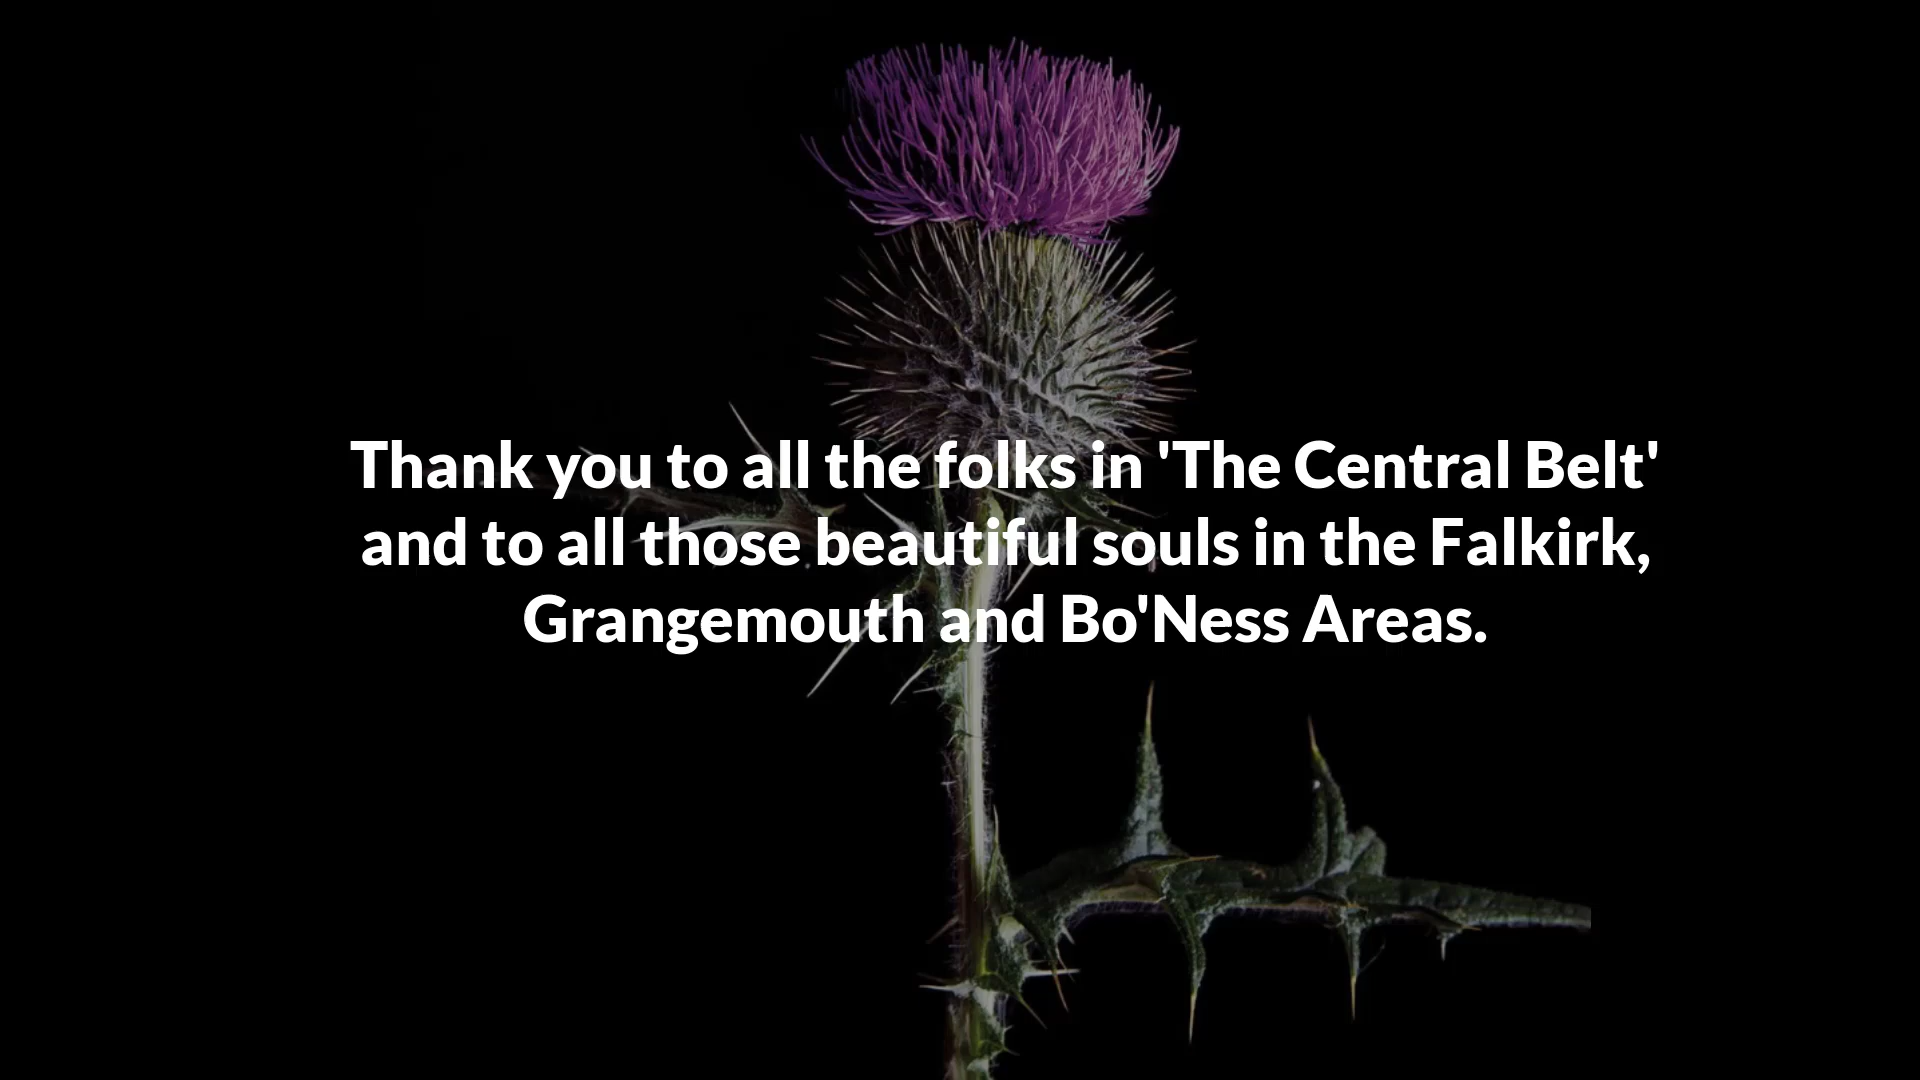 Thank you to all the folks in 'The Central Belt'
and to all those beautiful souls in the Falkirk,
Grangemouth and Bo'Ness Areas.